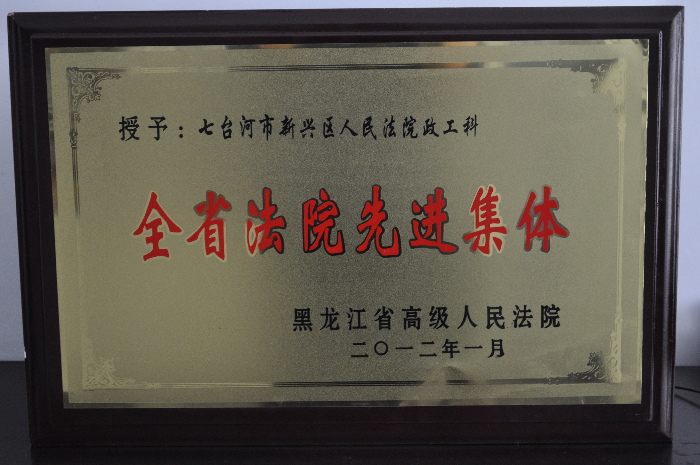 授予：七台河市新兴区人民法院政工科
全省法院先进集体
黑龙江省高级人民法院
二〇一二年一月